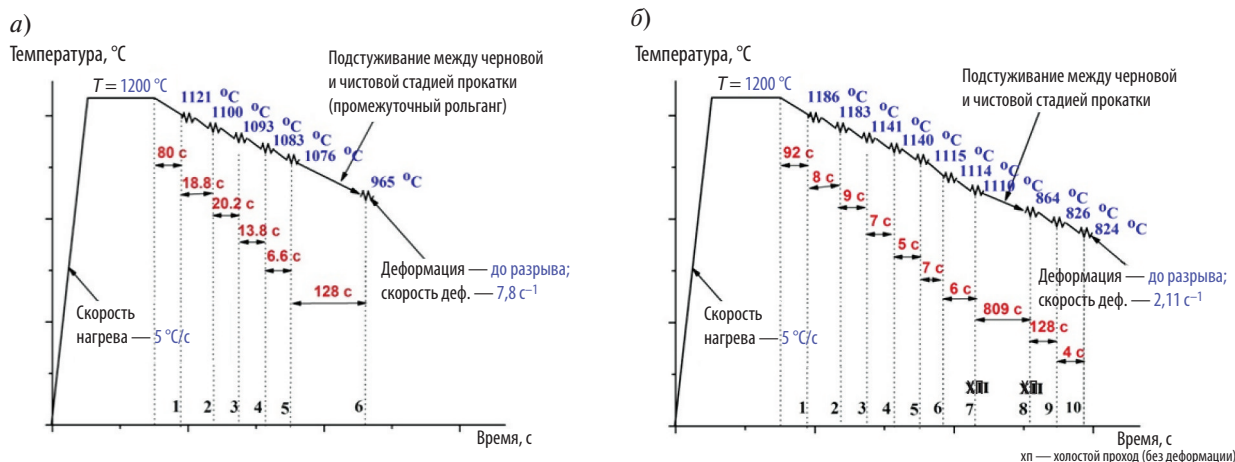 а)
Температура, °C
T = 1200 °C
Подстуживание между черновой
и чистовой стадией прокатки
(промежуточный рольганг)
1121 °C
1100 °C
1093 °C
1083 °C
1076 °C
965 °C
80 с
18.8 с
20.2 с
13.8 с
6.6 с
128 с
Деформация — до разрыва;
скорость деф. — 7,8 с⁻¹
Скорость
нагрева — 5 °C/с
1 2 3 4 5 6
Время, с
б)
Температура, °C
T = 1200 °C
Подстуживание между черновой
и чистовой стадией прокатки
1186 °C
1183 °C
1141 °C
1140 °C
1115 °C
1114 °C
1110 °C
864 °C
826 °C
824 °C
92 с
8 с
9 с
7 с
5 с
7 с
6 с
809 с
128 с
4 с
Деформация — до разрыва;
скорость деф. — 2,11 с⁻¹
Скорость
нагрева — 5 °C/с
1 2 3 4 5 6 7 8 9 10
Время, с
хп — холостой проход (без деформации)